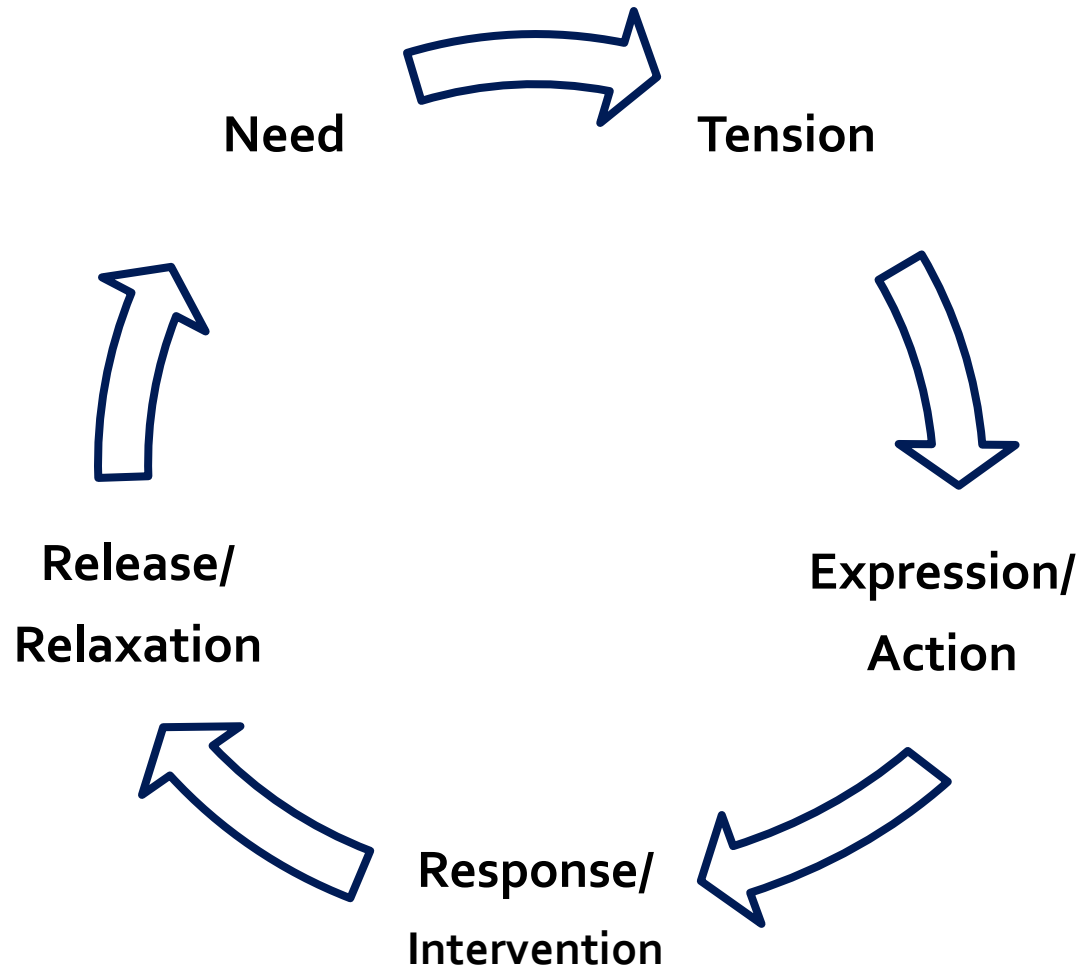 Need
Tension
Expression/
Action
Response/
Intervention
Release/
Relaxation